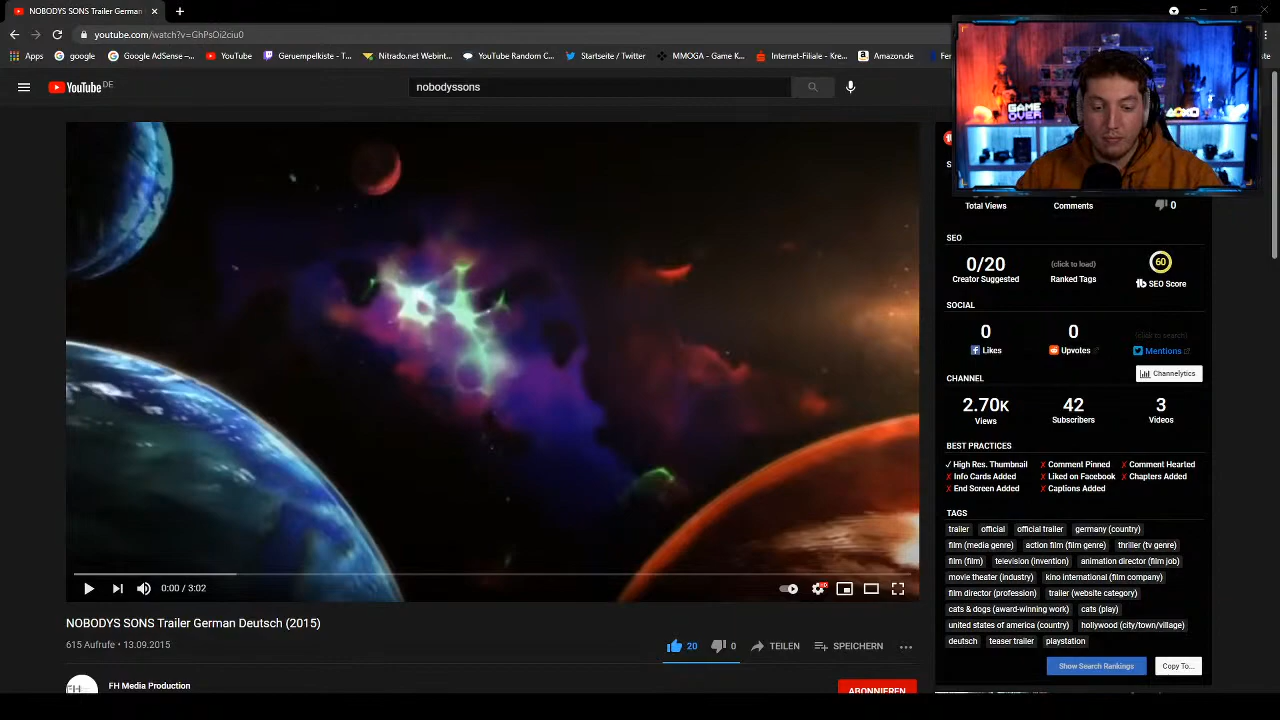 NOBODYS SONS Trailer German
youtube.com/watch?v=GhPsOi2ciu0
Apps google Google AdSense -... YouTube Geruempelkiste - T... Nitrado.net Webint... YouTube Random C... Startseite / Twitter MMOGA - Game K... Internet-Filiale - Kre... Amazon.de
YouTube DE nobodyssons
GAME OVER
Total Views Comments 0
SEO
0/20 (click to load) 60
Creator Suggested Ranked Tags SEO Score
SOCIAL
0 0 (click to search)
Likes Upvotes Mentions
CHANNEL Channelytics
2.70K 42 3
Views Subscribers Videos
BEST PRACTICES
✓ High Res. Thumbnail ✗ Comment Pinned ✗ Comment Hearted
✗ Info Cards Added ✗ Liked on Facebook ✗ Chapters Added
✗ End Screen Added ✗ Captions Added
TAGS
trailer official official trailer germany (country)
film (media genre) action film (film genre) thriller (tv genre)
film (film) television (invention) animation director (film job)
movie theater (industry) kino international (film company)
film director (profession) trailer (website category)
cats & dogs (award-winning work) cats (play)
united states of america (country) hollywood (city/town/village)
deutsch teaser trailer playstation
Show Search Rankings Copy To...
0:00 / 3:02
NOBODYS SONS Trailer German Deutsch (2015)
615 Aufrufe • 13.09.2015 20 0 TEILEN SPEICHERN
FH FH Media Production ABONNIEREN